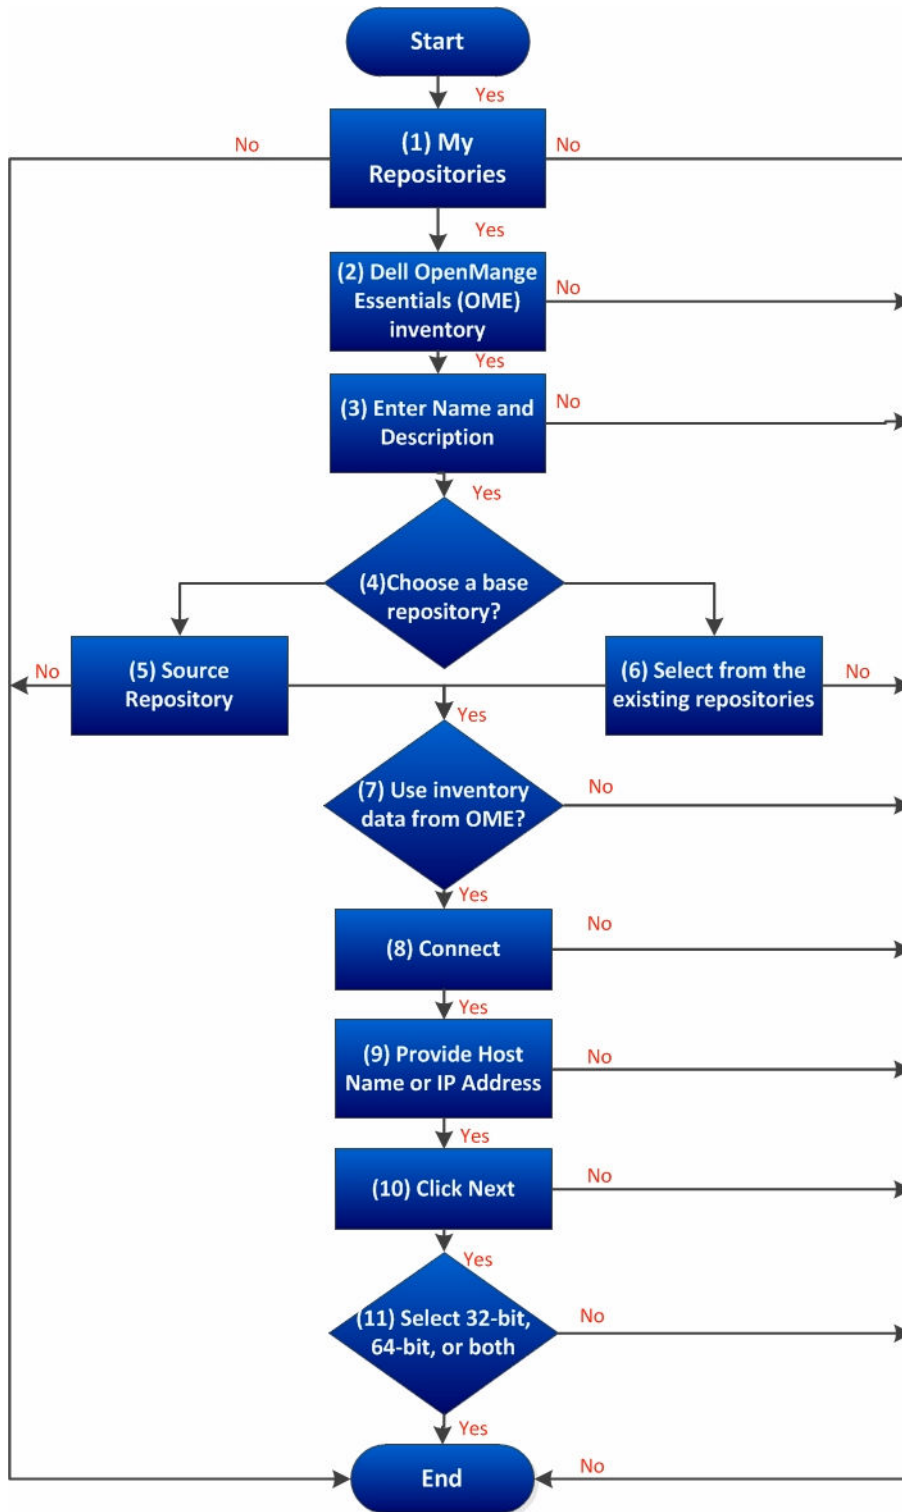 Start
Yes
No
(1) My
Repositories
No
Yes
(2) Dell OpenMange
Essentials (OME)
inventory
No
Yes
(3) Enter Name and
Description
No
Yes
(4)Choose a base
repository?
No
(5) Source
Repository
(6) Select from the
existing repositories
No
Yes
(7) Use inventory
data from OME?
No
Yes
(8) Connect
No
Yes
(9) Provide Host
Name or IP Address
No
Yes
(10) Click Next
No
Yes
(11) Select 32-bit,
64-bit, or both
No
Yes
End
No